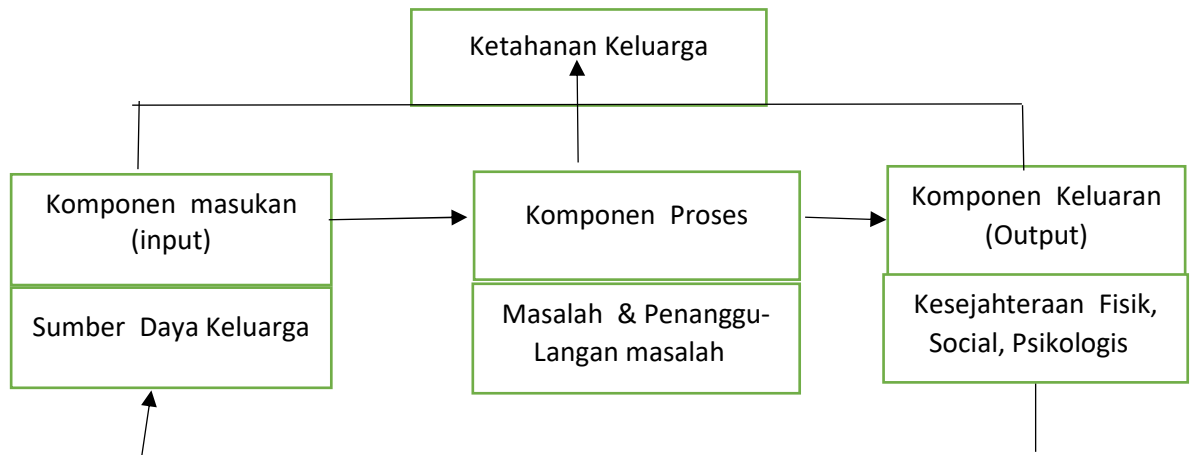 Ketahanan Keluarga
Komponen masukan
(input)
Sumber Daya Keluarga
Komponen Proses
Masalah & Penanggu-
Langan masalah
Komponen Keluaran
(Output)
Kesejahteraan Fisik,
Social, Psikologis